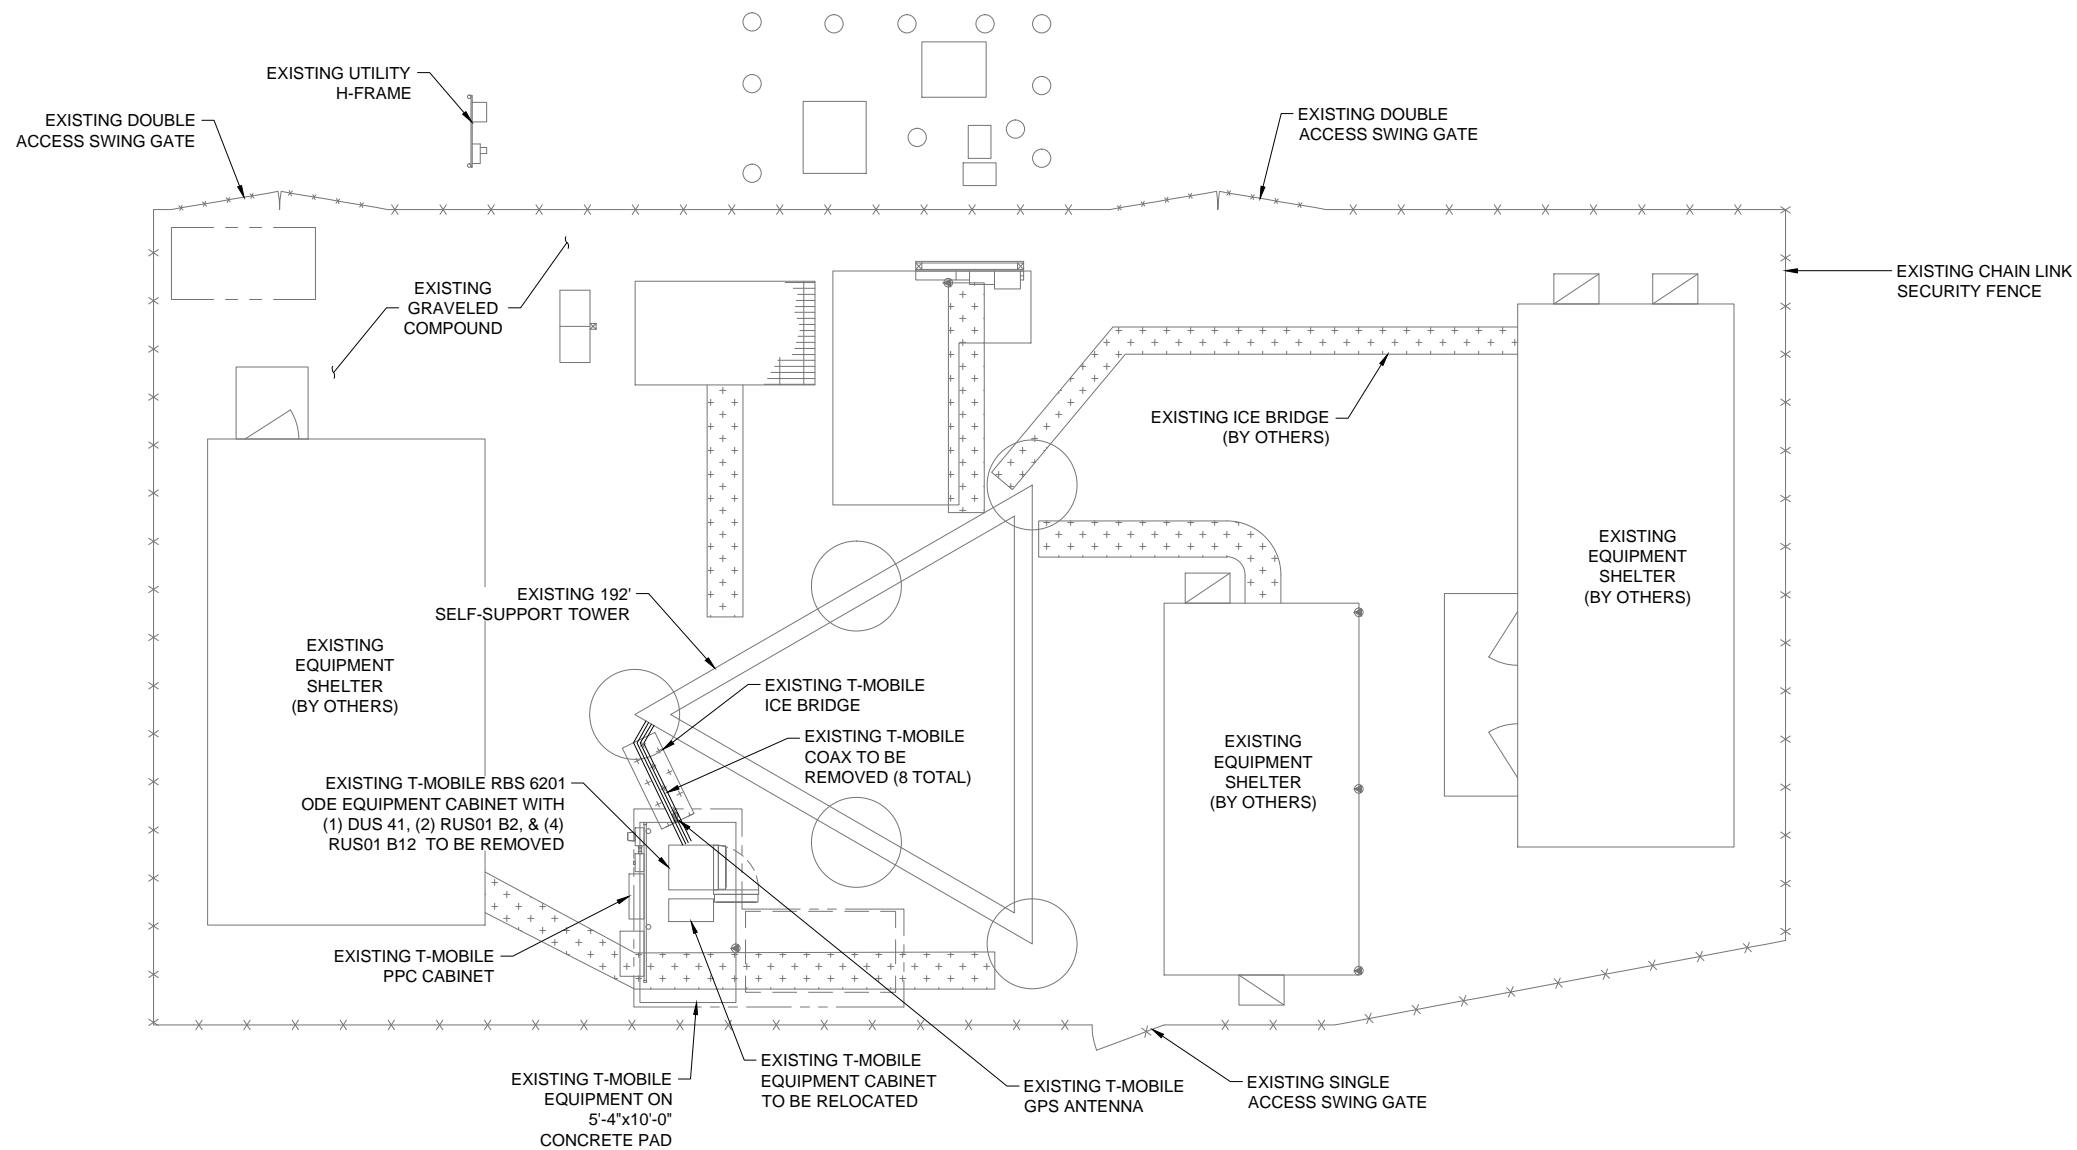 EXISTING UTILITY
H-FRAME
EXISTING DOUBLE
ACCESS SWING GATE
EXISTING DOUBLE
ACCESS SWING GATE
EXISTING CHAIN LINK
SECURITY FENCE
EXISTING
GRAVELED
COMPOUND
EXISTING ICE BRIDGE
(BY OTHERS)
EXISTING
EQUIPMENT
SHELTER
(BY OTHERS)
EXISTING 192'
SELF-SUPPORT TOWER
EXISTING
EQUIPMENT
SHELTER
(BY OTHERS)
EXISTING T-MOBILE
ICE BRIDGE
EXISTING T-MOBILE
COAX TO BE
REMOVED (8 TOTAL)
EXISTING
EQUIPMENT
SHELTER
(BY OTHERS)
EXISTING T-MOBILE RBS 6201
ODE EQUIPMENT CABINET WITH
(1) DUS 41, (2) RUS01 B2, & (4)
RUS01 B12 TO BE REMOVED
EXISTING T-MOBILE
PPC CABINET
EXISTING T-MOBILE
EQUIPMENT ON
5'-4"x10'-0"
CONCRETE PAD
EXISTING T-MOBILE
EQUIPMENT CABINET
TO BE RELOCATED
EXISTING T-MOBILE
GPS ANTENNA
EXISTING SINGLE
ACCESS SWING GATE